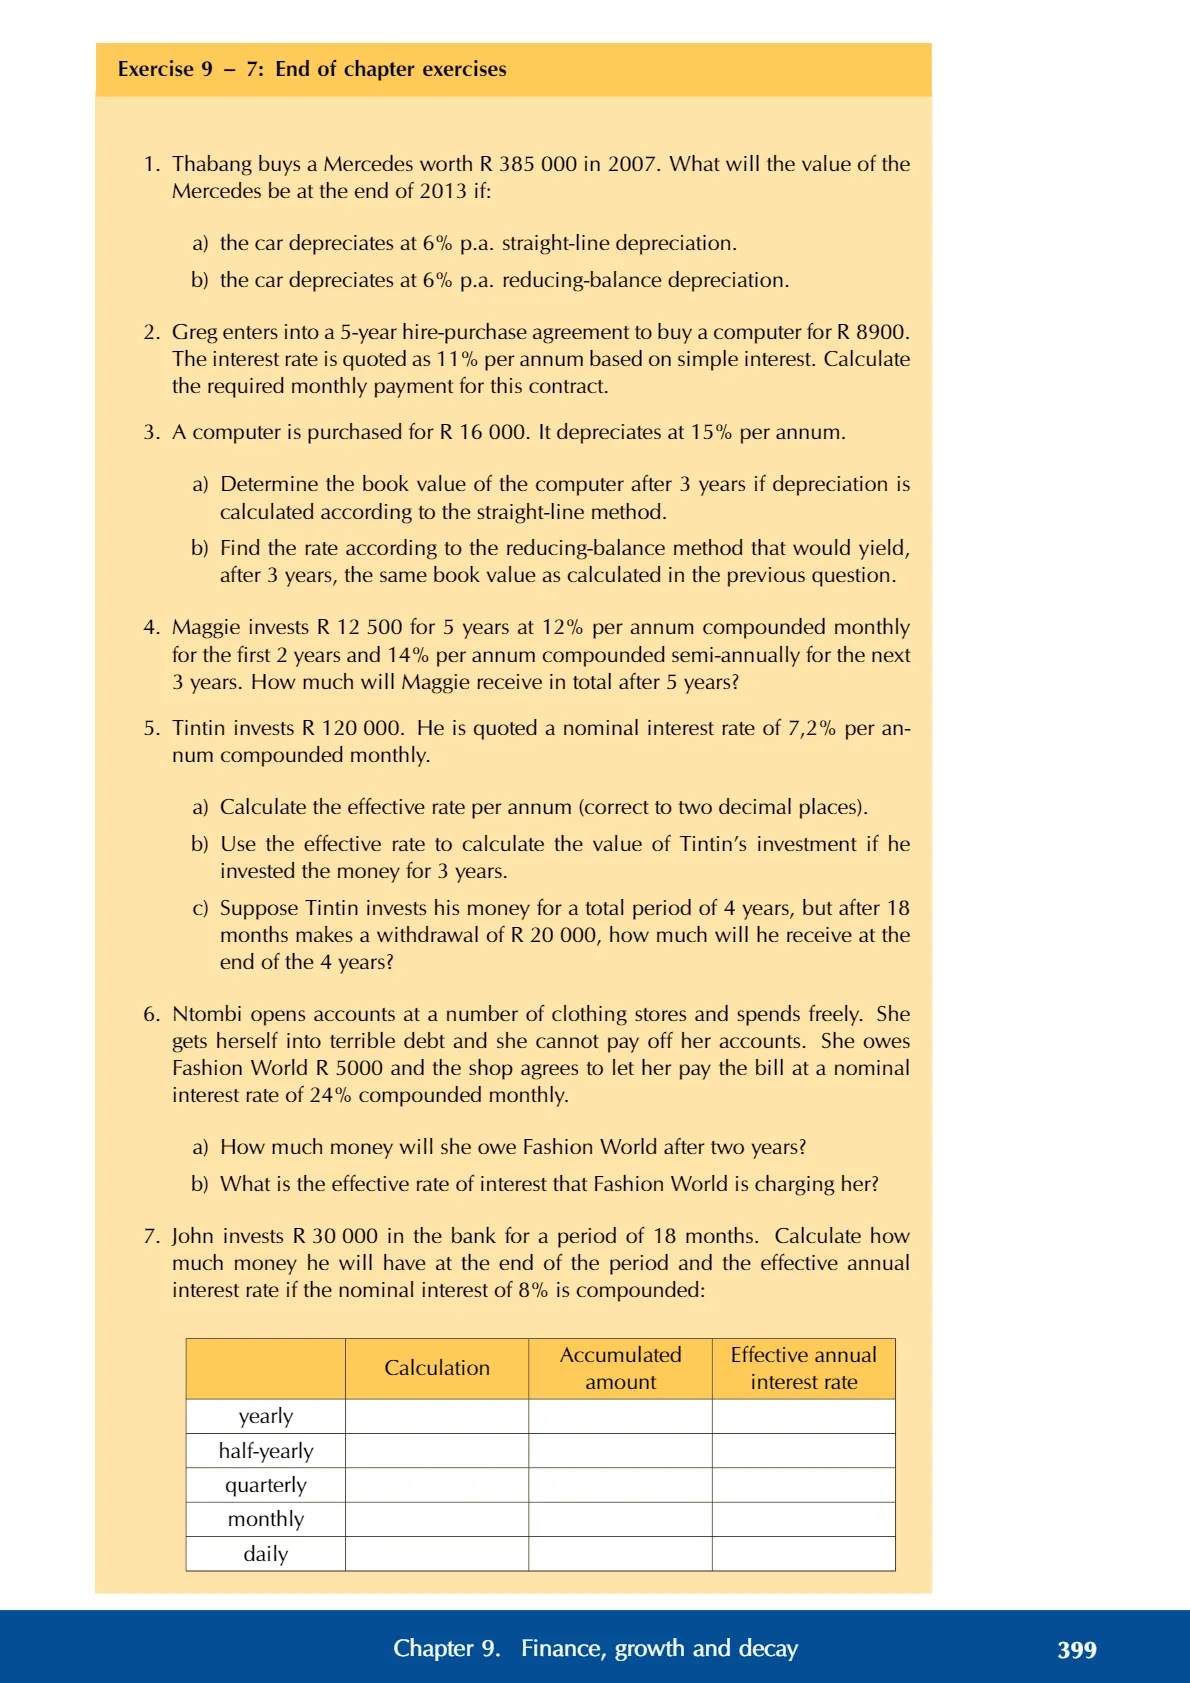 Exercise 9 – 7: End of chapter exercises
1. Thabang buys a Mercedes worth R 385 000 in 2007. What will the value of the
Mercedes be at the end of 2013 if:
a) the car depreciates at 6% p.a. straight-line depreciation.
b) the car depreciates at 6% p.a. reducing-balance depreciation.
2. Greg enters into a 5-year hire-purchase agreement to buy a computer for R 8900.
The interest rate is quoted as 11% per annum based on simple interest. Calculate
the required monthly payment for this contract.
3. A computer is purchased for R 16 000. It depreciates at 15% per annum.
a) Determine the book value of the computer after 3 years if depreciation is
calculated according to the straight-line method.
b) Find the rate according to the reducing-balance method that would yield,
after 3 years, the same book value as calculated in the previous question.
4. Maggie invests R 12 500 for 5 years at 12% per annum compounded monthly
for the first 2 years and 14% per annum compounded semi-annually for the next
3 years. How much will Maggie receive in total after 5 years?
5. Tintin invests R 120 000. He is quoted a nominal interest rate of 7,2% per an-
num compounded monthly.
a) Calculate the effective rate per annum (correct to two decimal places).
b) Use the effective rate to calculate the value of Tintin's investment if he
invested the money for 3 years.
c) Suppose Tintin invests his money for a total period of 4 years, but after 18
months makes a withdrawal of R 20 000, how much will he receive at the
end of the 4 years?
6. Ntombi opens accounts at a number of clothing stores and spends freely. She
gets herself into terrible debt and she cannot pay off her accounts. She owes
Fashion World R 5000 and the shop agrees to let her pay the bill at a nominal
interest rate of 24% compounded monthly.
a) How much money will she owe Fashion World after two years?
b) What is the effective rate of interest that Fashion World is charging her?
7. John invests R 30 000 in the bank for a period of 18 months. Calculate how
much money he will have at the end of the period and the effective annual
interest rate if the nominal interest of 8% is compounded:
Calculation
Accumulated
amount
Effective annual
interest rate
yearly
half-yearly
quarterly
monthly
daily
Chapter 9. Finance, growth and decay
399